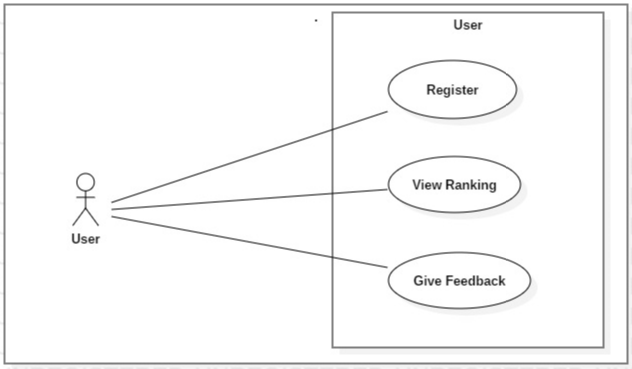 User
Register
View Ranking
User
Give Feedback